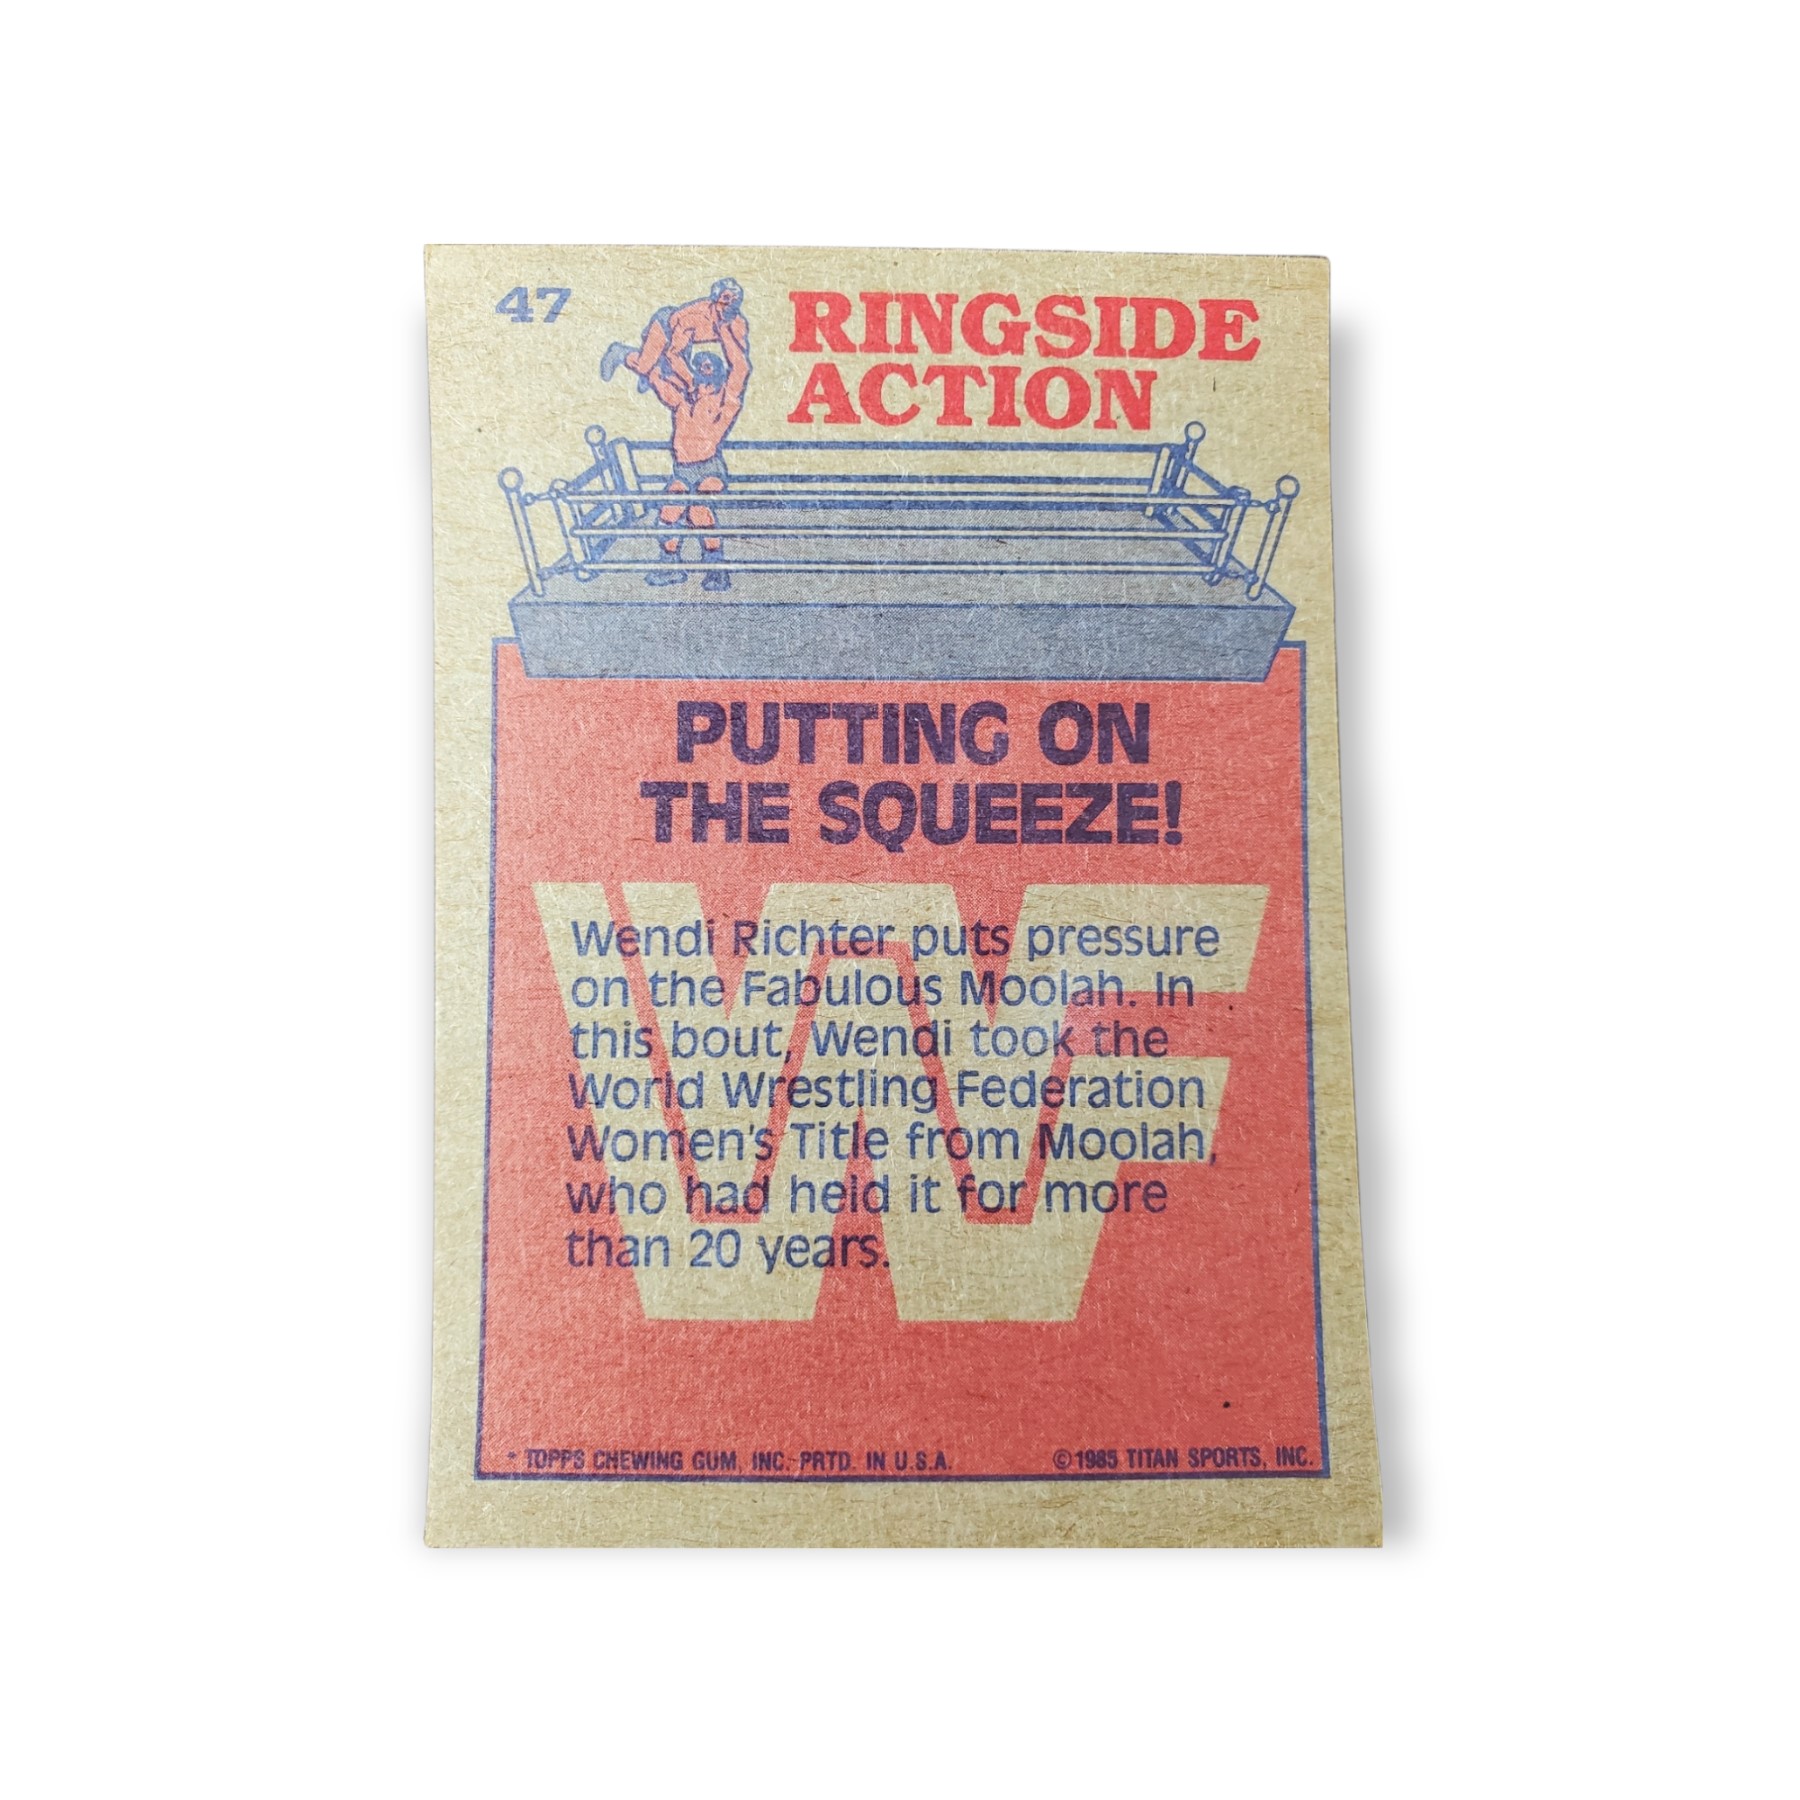 47
RINGSIDE
ACTION
PUTTING ON
THE SQUEEZE!
WF
Wendi Richter puts pressure
on the Fabulous Moolah. In
this bout, Wendi took the
World Wrestling Federation
Women's Title from Moolah,
who had held it for more
than 20 years.
* TOPPS CHEWING GUM, INC. PRTD. IN U.S.A. ©1985 TITAN SPORTS, INC.